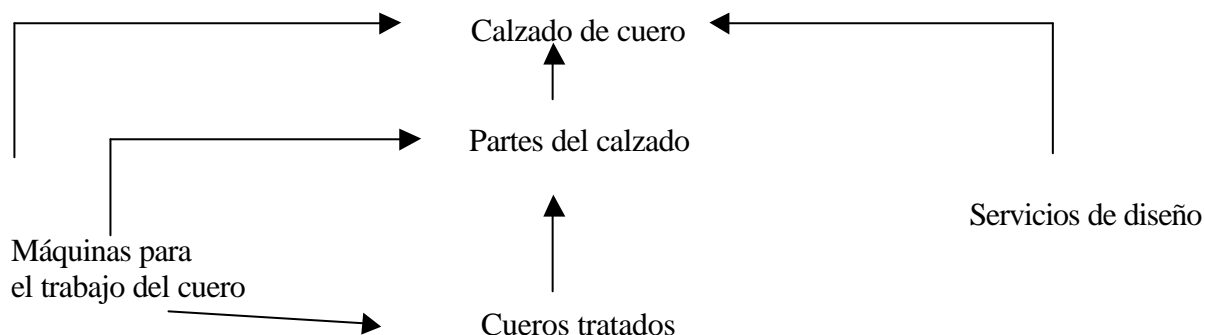 Calzado de cuero
Partes del calzado
Servicios de diseño
Máquinas para
el trabajo del cuero
Cueros tratados